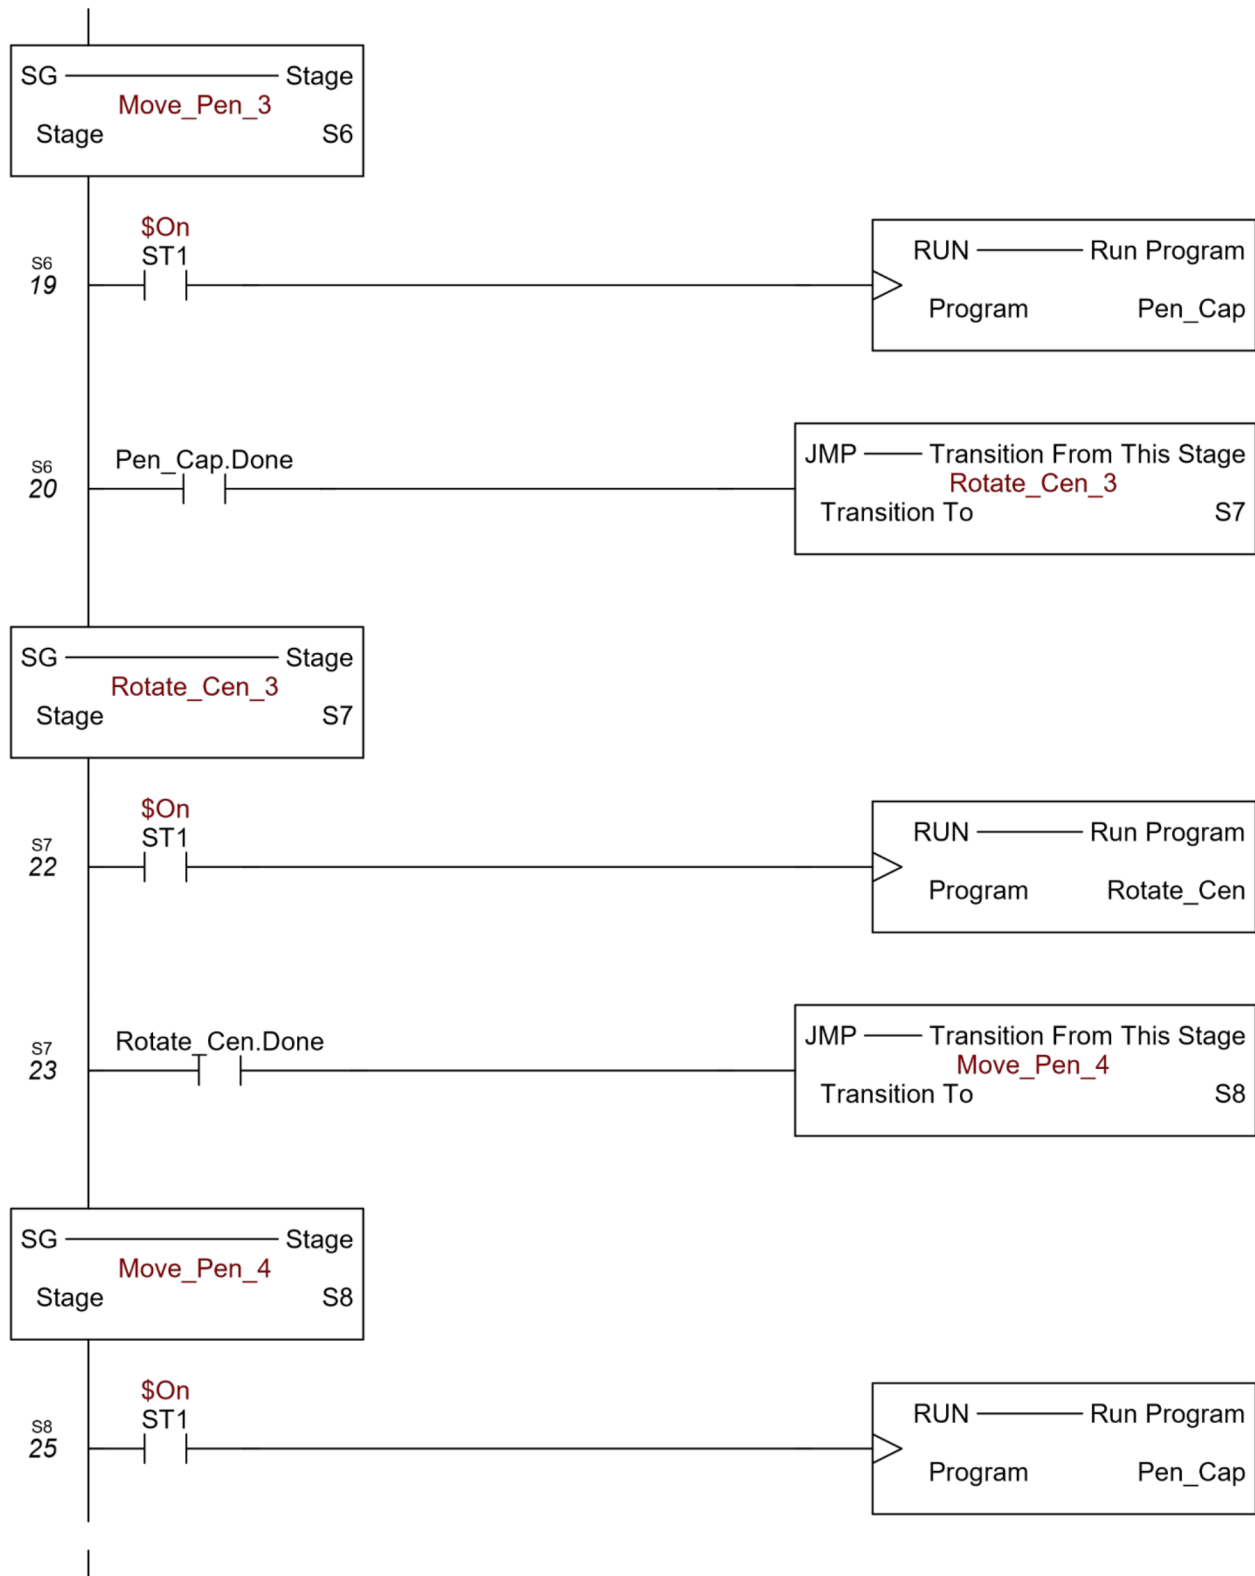 SG Stage
Move_Pen_3
Stage S6
$On
ST1
S6
19
RUN Run Program
Program Pen_Cap
Pen_Cap.Done
S6
20
JMP Transition From This Stage
Rotate_Cen_3
Transition To S7
SG Stage
Rotate_Cen_3
Stage S7
$On
ST1
S7
22
RUN Run Program
Program Rotate_Cen
Rotate_Cen.Done
S7
23
JMP Transition From This Stage
Move_Pen_4
Transition To S8
SG Stage
Move_Pen_4
Stage S8
$On
ST1
S8
25
RUN Run Program
Program Pen_Cap